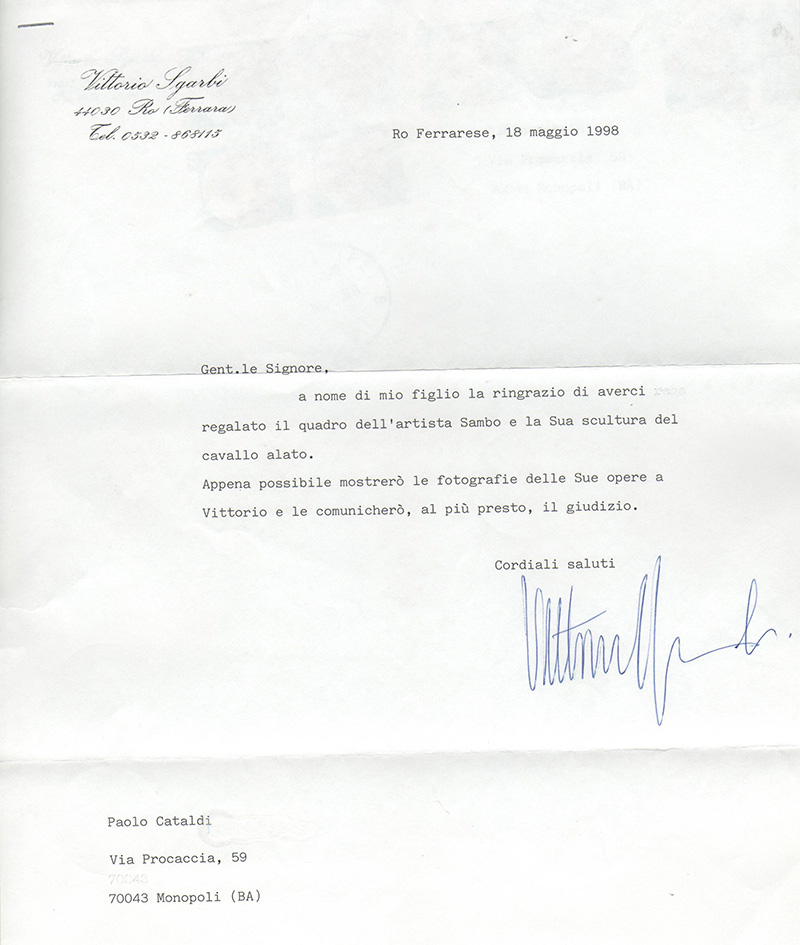 Vittorio Sgarbi
44030 Ro (Ferrara)
Tel. 0532 - 868115
Ro Ferrarese, 18 maggio 1998
Gent.le Signore,
a nome di mio figlio la ringrazio di averci
regalato il quadro dell'artista Sambo e la Sua scultura del
cavallo alato.
Appena possibile mostrerò le fotografie delle Sue opere a
Vittorio e le comunicherò, al più presto, il giudizio.
Cordiali saluti
Paolo Cataldi
Via Procaccia, 59
70043
70043 Monopoli (BA)